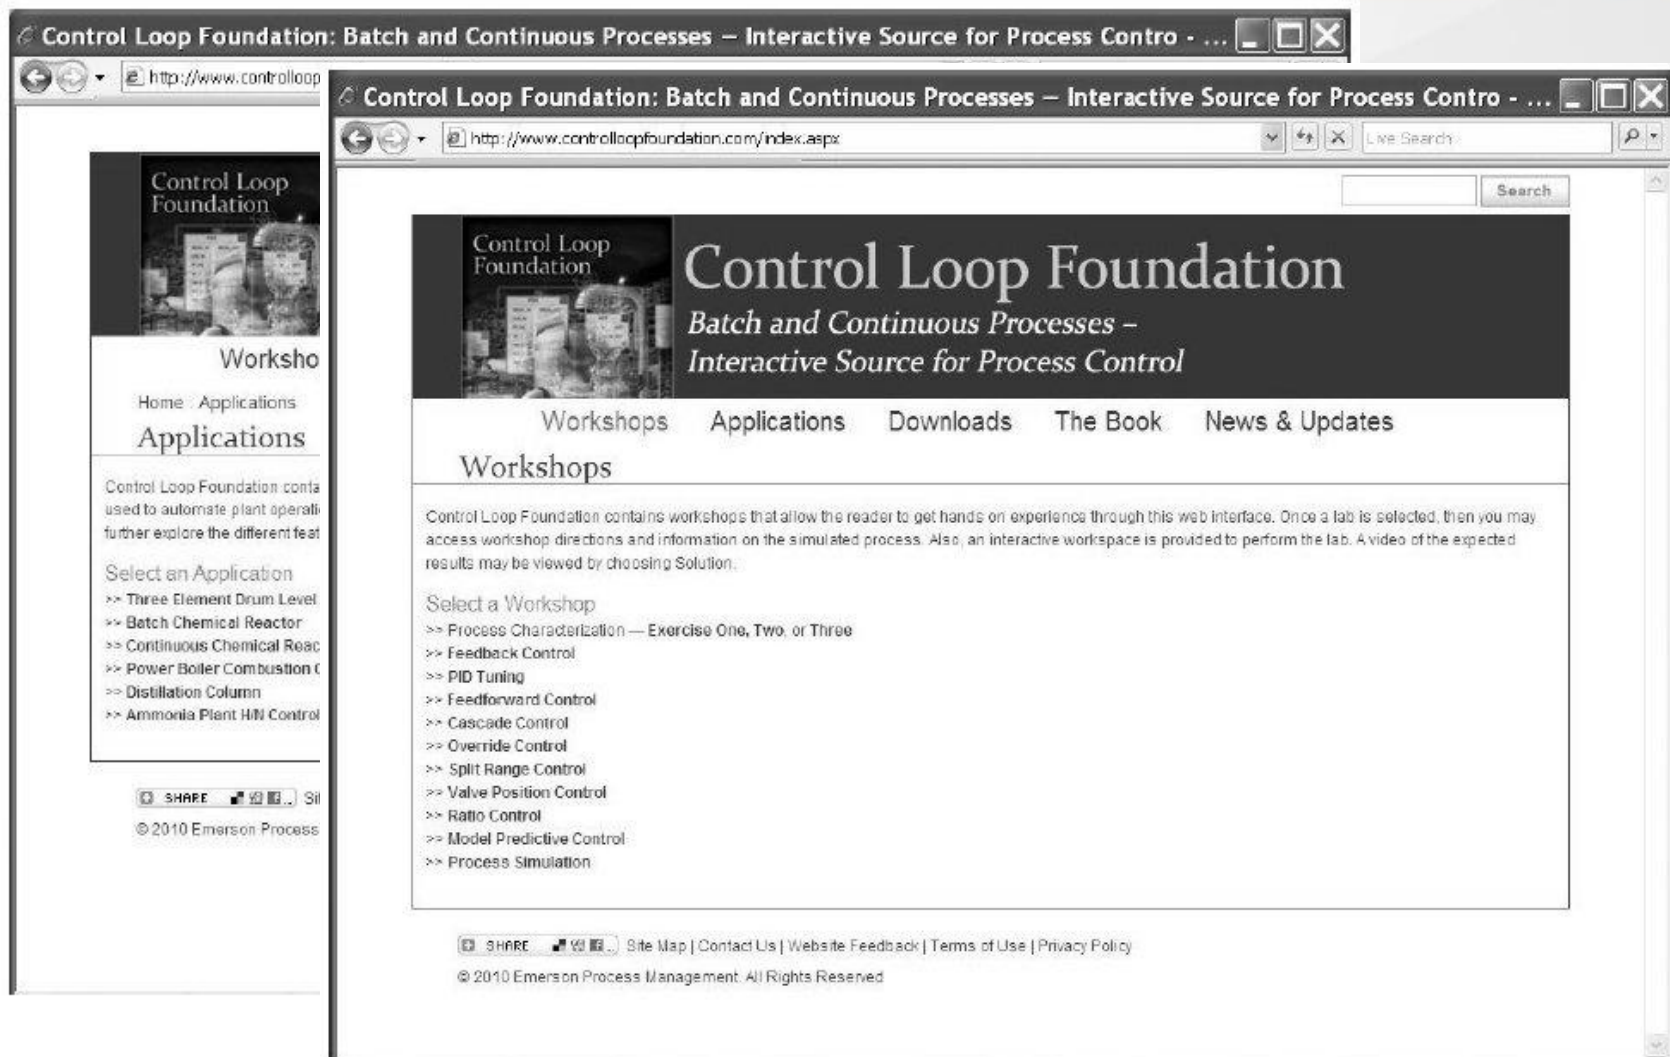 Control Loop Foundation: Batch and Continuous Processes – Interactive Source for Process Contro - ...
http://www.controlloop
Control Loop
Foundation
Worksho
Home : Applications
Applications
Control Loop Foundation conta
used to automate plant operati
further explore the different feat
Select an Application
>> Three Element Drum Level
>> Batch Chemical Reactor
>> Continuous Chemical Reac
>> Power Boiler Combustion C
>> Distillation Column
>> Ammonia Plant H/N Control
SHARE
© 2010 Emerson Process
Control Loop Foundation: Batch and Continuous Processes – Interactive Source for Process Contro - ...
http://www.controlloopfoundation.com/index.aspx
Live Search
Search
Control Loop
Foundation
Control Loop Foundation
Batch and Continuous Processes –
Interactive Source for Process Control
Workshops Applications Downloads The Book News & Updates
Workshops
Control Loop Foundation contains workshops that allow the reader to get hands on experience through this web interface. Once a lab is selected, then you may
access workshop directions and information on the simulated process. Also, an interactive workspace is provided to perform the lab. A video of the expected
results may be viewed by choosing Solution.
Select a Workshop
>> Process Characterization — Exercise One, Two, or Three
>> Feedback Control
>> PID Tuning
>> Feedforward Control
>> Cascade Control
>> Override Control
>> Split Range Control
>> Valve Position Control
>> Ratio Control
>> Model Predictive Control
>> Process Simulation
SHARE Site Map | Contact Us | Website Feedback | Terms of Use | Privacy Policy
© 2010 Emerson Process Management. All Rights Reserved